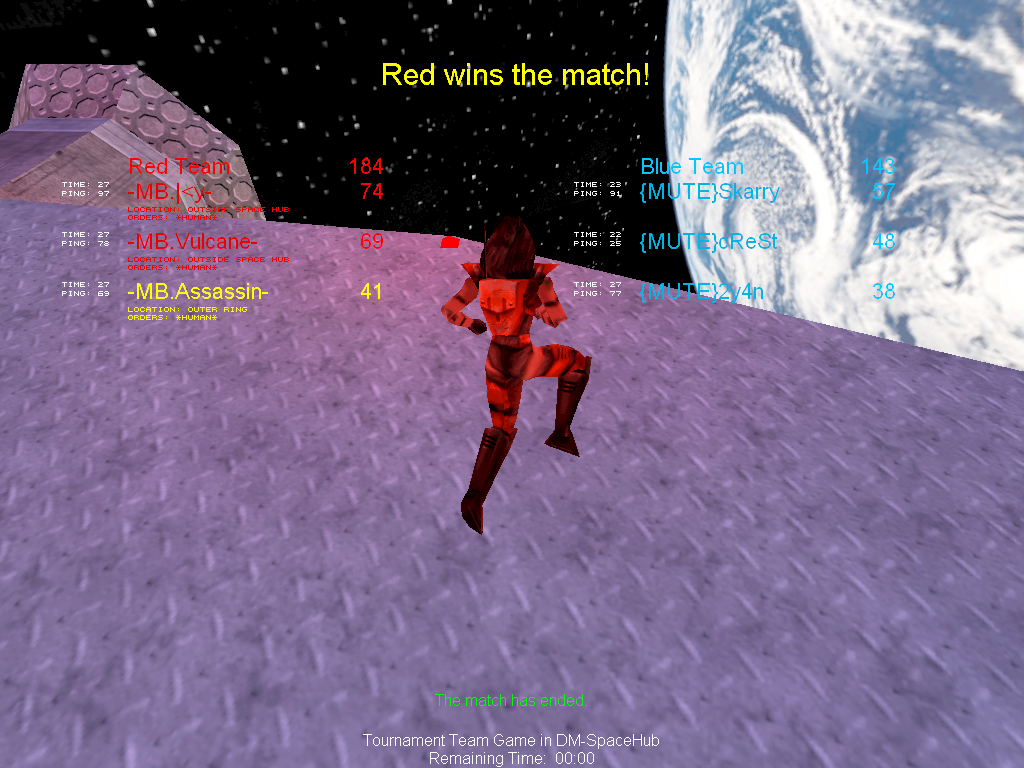 Red wins the match!
Red Team 184
TIME: 27
PING: 97
-MB.|<y- 74
LOCATION: OUTSIDE SPACE HUB
ORDERS: *HUMAN*
TIME: 27
PING: 78
-MB.Vulcane- 69
LOCATION: OUTSIDE SPACE HUB
ORDERS: *HUMAN*
TIME: 27
PING: 69
-MB.Assassin- 41
LOCATION: OUTER RING
ORDERS: *HUMAN*
Blue Team 143
TIME: 23
PING: 91
{MUTE}Skarry 57
TIME: 22
PING: 25
{MUTE}cReSt 48
TIME: 27
PING: 77
{MUTE}2y4n 38
The match has ended.
Tournament Team Game in DM-SpaceHub
Remaining Time: 00:00